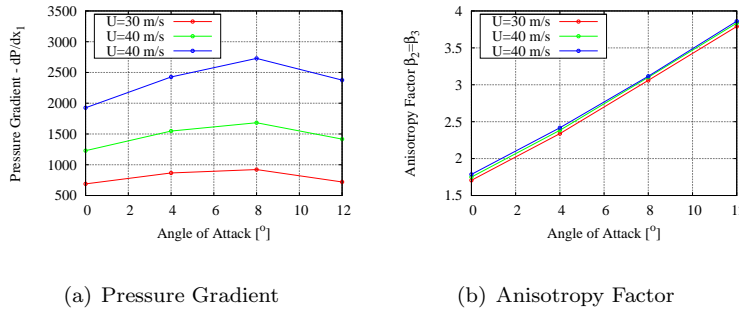 Pressure Gradient - dP/dx1
3500
3000
2500
2000
1500
1000
500
U=30 m/s
U=40 m/s
U=40 m/s
0 2 4 6 8 10 12
Angle of Attack [o]
(a) Pressure Gradient
Anisotropy Factor β2=β3
4
3.5
3
2.5
2
1.5
U=30 m/s
U=40 m/s
U=40 m/s
0 2 4 6 8 10 12
Angle of Attack [o]
(b) Anisotropy Factor